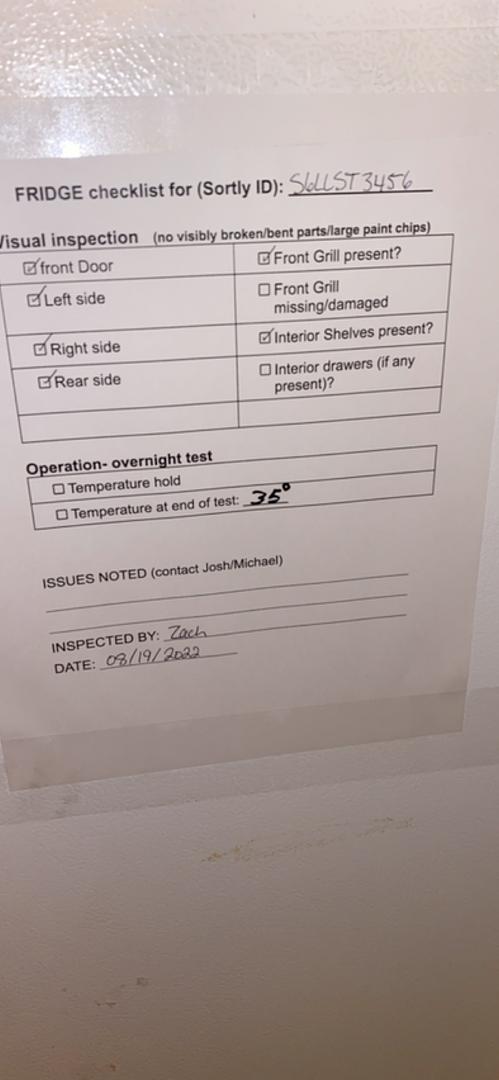 FRIDGE checklist for (Sortly ID): S6LLST3456
Visual inspection (no visibly broken/bent parts/large paint chips)
☑ front Door
☑ Front Grill present?
☑ Left side
☐ Front Grill
missing/damaged
☑ Right side
☑ Interior Shelves present?
☑ Rear side
☐ Interior drawers (if any
present)?
Operation- overnight test
☐ Temperature hold
☐ Temperature at end of test: 35°
ISSUES NOTED (contact Josh/Michael)
INSPECTED BY: Zach
DATE: 08/19/2022